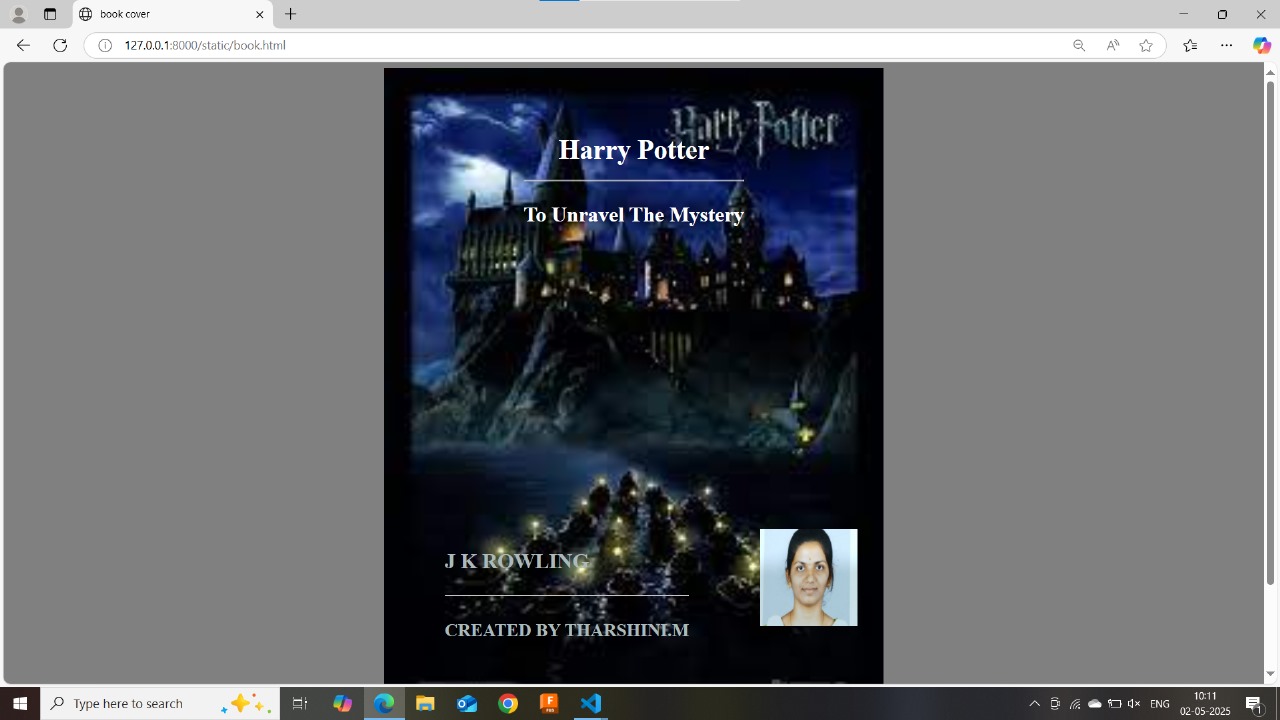 book cover
127.0.0.1:8000/static/book.html
Harry Potter
Harry Potter
To Unravel The Mystery
J K ROWLING
CREATED BY THARSHINI.M
Type here to search
ENG
10:11
02-05-2025